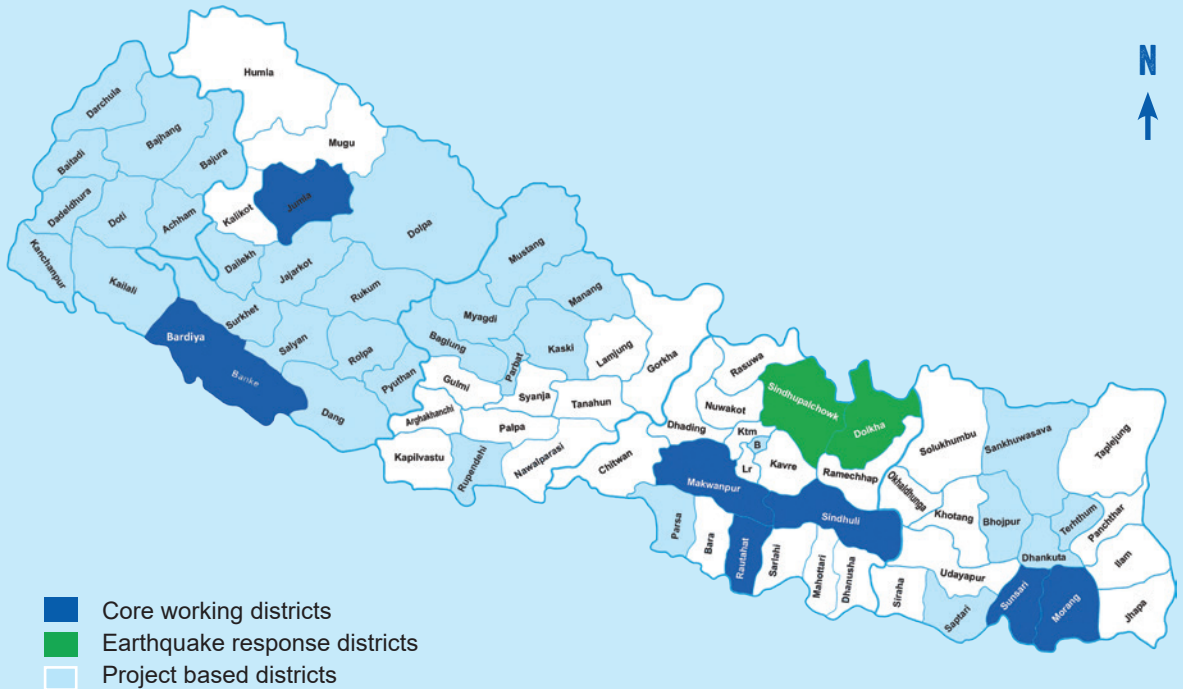 N
Humla
Darchula
Bajhang
Mugu
Baitadi
Bajura
Jumla
Dadeldhura
Doti
Achham
Kalikot
Dolpa
Kanchanpur
Kailali
Dailekh
Jajarkot
Mustang
Rukum
Manang
Surkhet
Myagdi
Bardiya
Salyan
Rolpa
Baglung
Parbat
Kaski
Lamjung
Gorkha
Rasuwa
Banke
Pyuthan
Gulmi
Syanja
Tanahun
Nuwakot
Sindhupalchowk
Dolkha
Dang
Arghakhanchi
Palpa
Dhading
Ktm
B
Lr
Kavre
Ramechhap
Solukhumbu
Sankhuwasava
Taplejung
Kapilvastu
Rupendehi
Nawalparasi
Chitwan
Makwanpur
Sindhuli
Okhaldhunga
Khotang
Bhojpur
Terhthum
Panchthar
Parsa
Bara
Rautahat
Sarlahi
Mahottari
Dhanusha
Siraha
Udayapur
Dhankuta
Ilam
Saptari
Sunsari
Morang
Jhapa
Core working districts
Earthquake response districts
Project based districts